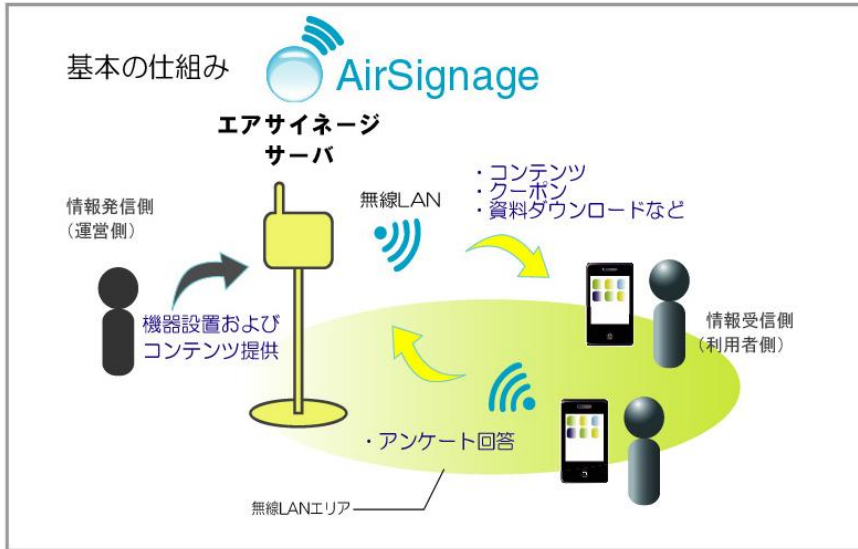 基本の仕組み
AirSignage
エアサイネージ
サーバ
情報発信側
(運営側)
無線LAN
・コンテンツ
・クーポン
・資料ダウンロードなど
機器設置および
コンテンツ提供
情報受信側
(利用者側)
・アンケート回答
無線LANエリア